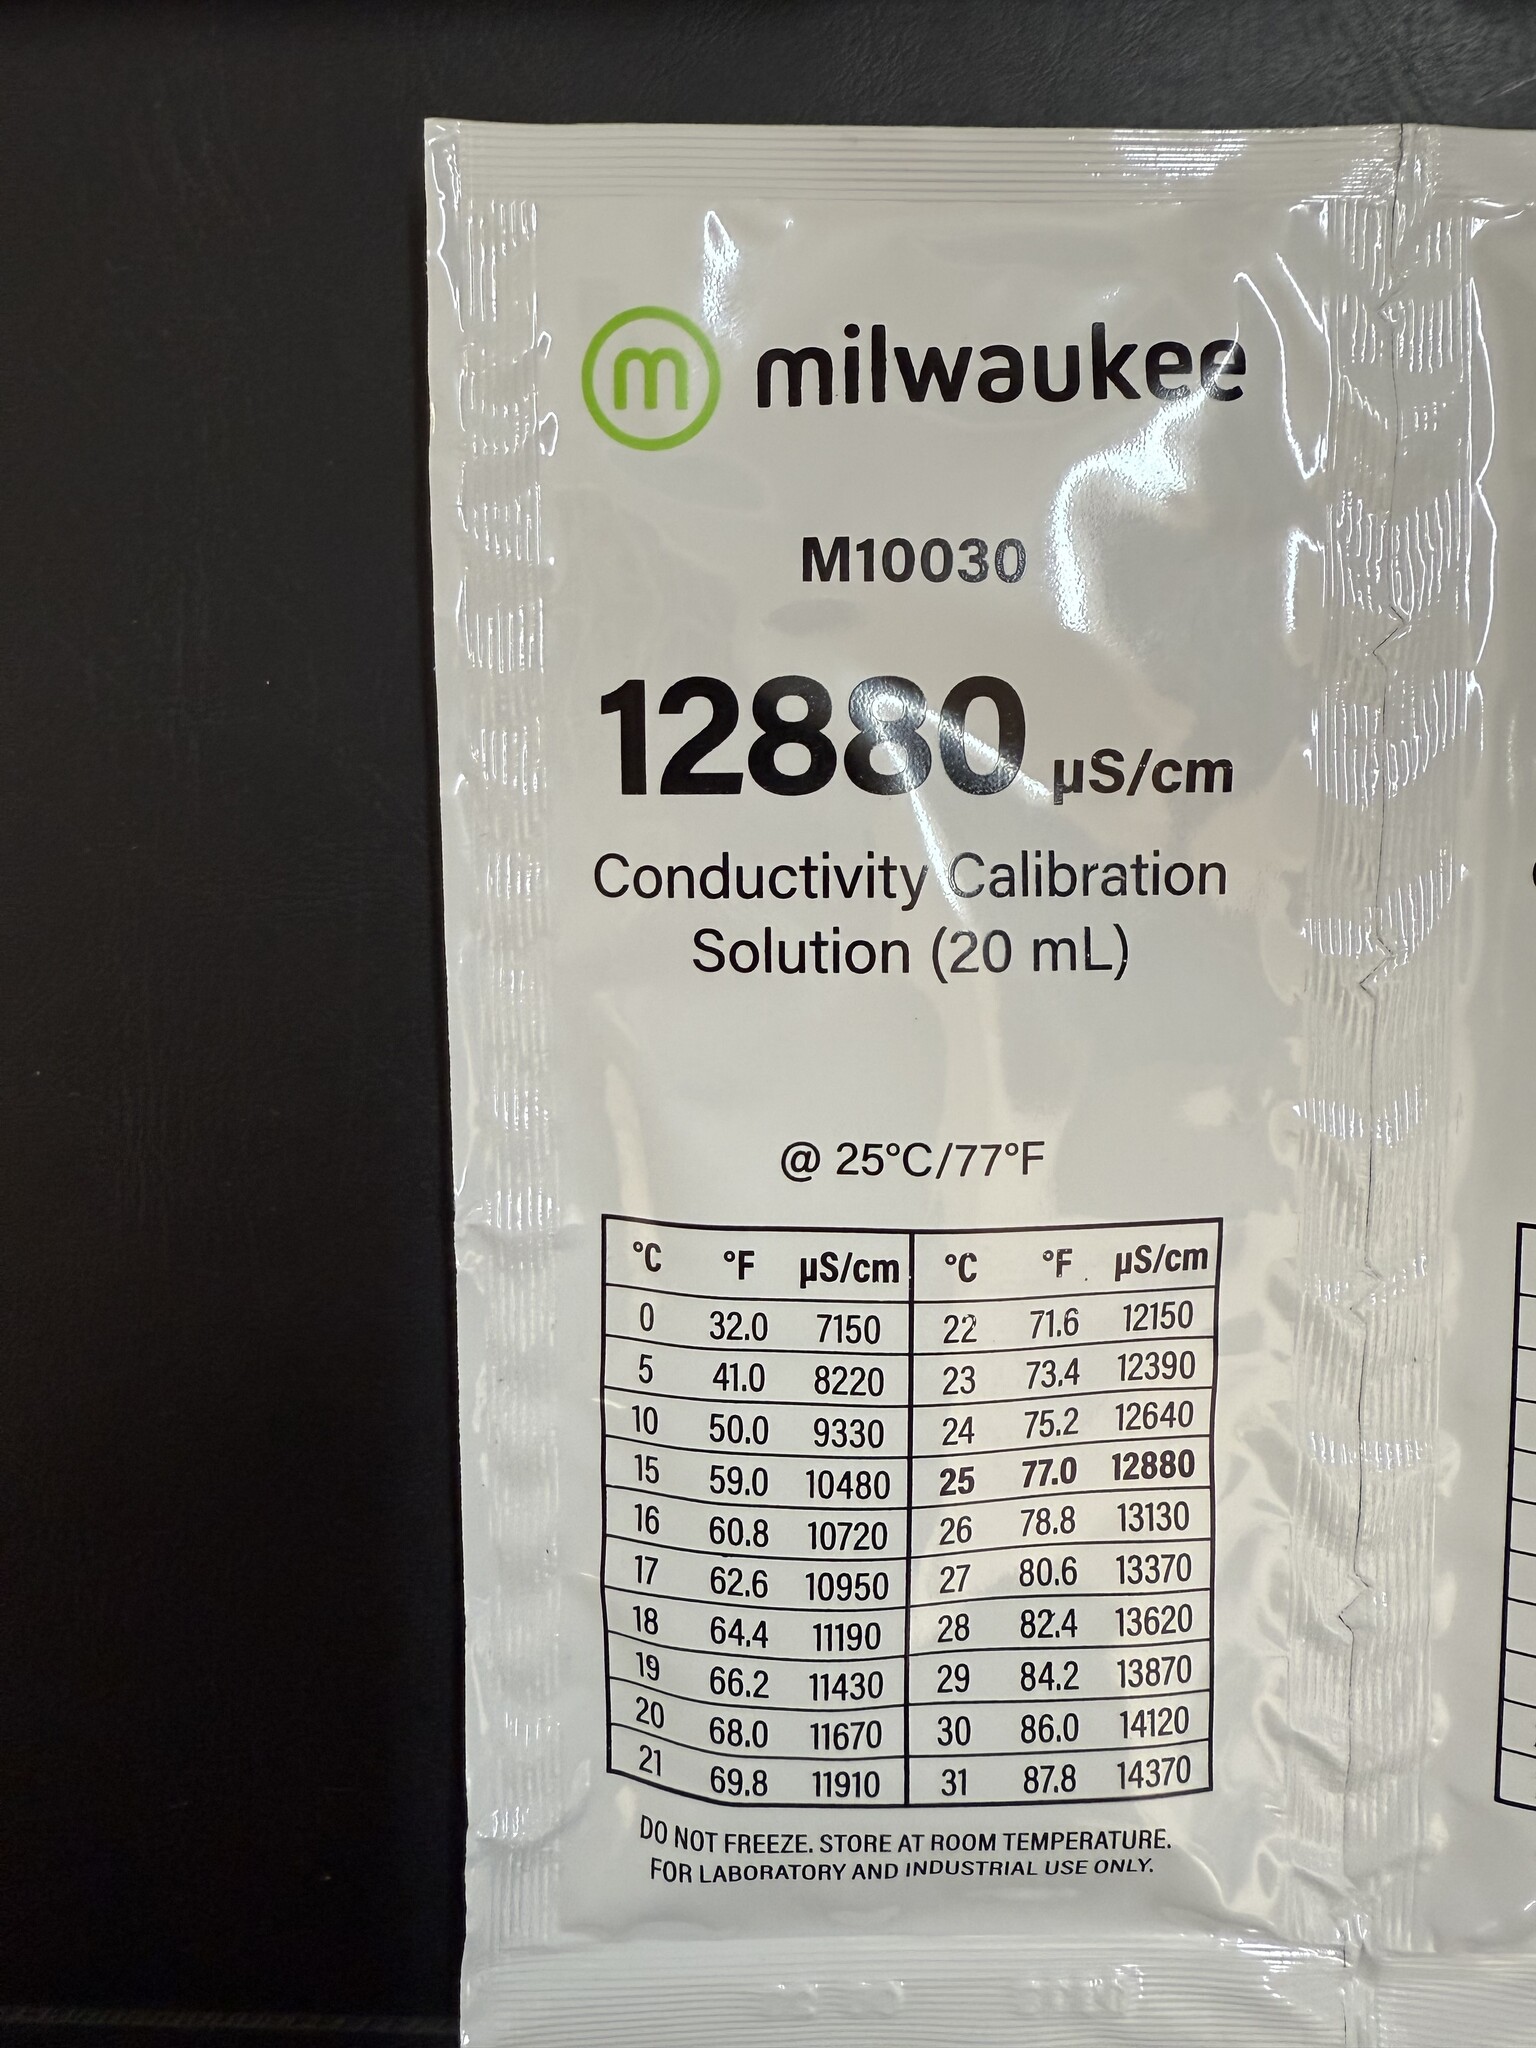 m milwaukee
M10030
12880 µS/cm
Conductivity Calibration
Solution (20 mL)
@ 25°C/77°F
°C °F µS/cm °C °F µS/cm
0 32.0 7150 22 71.6 12150
5 41.0 8220 23 73.4 12390
10 50.0 9330 24 75.2 12640
15 59.0 10480 25 77.0 12880
16 60.8 10720 26 78.8 13130
17 62.6 10950 27 80.6 13370
18 64.4 11190 28 82.4 13620
19 66.2 11430 29 84.2 13870
20 68.0 11670 30 86.0 14120
21 69.8 11910 31 87.8 14370
DO NOT FREEZE. STORE AT ROOM TEMPERATURE.
FOR LABORATORY AND INDUSTRIAL USE ONLY.